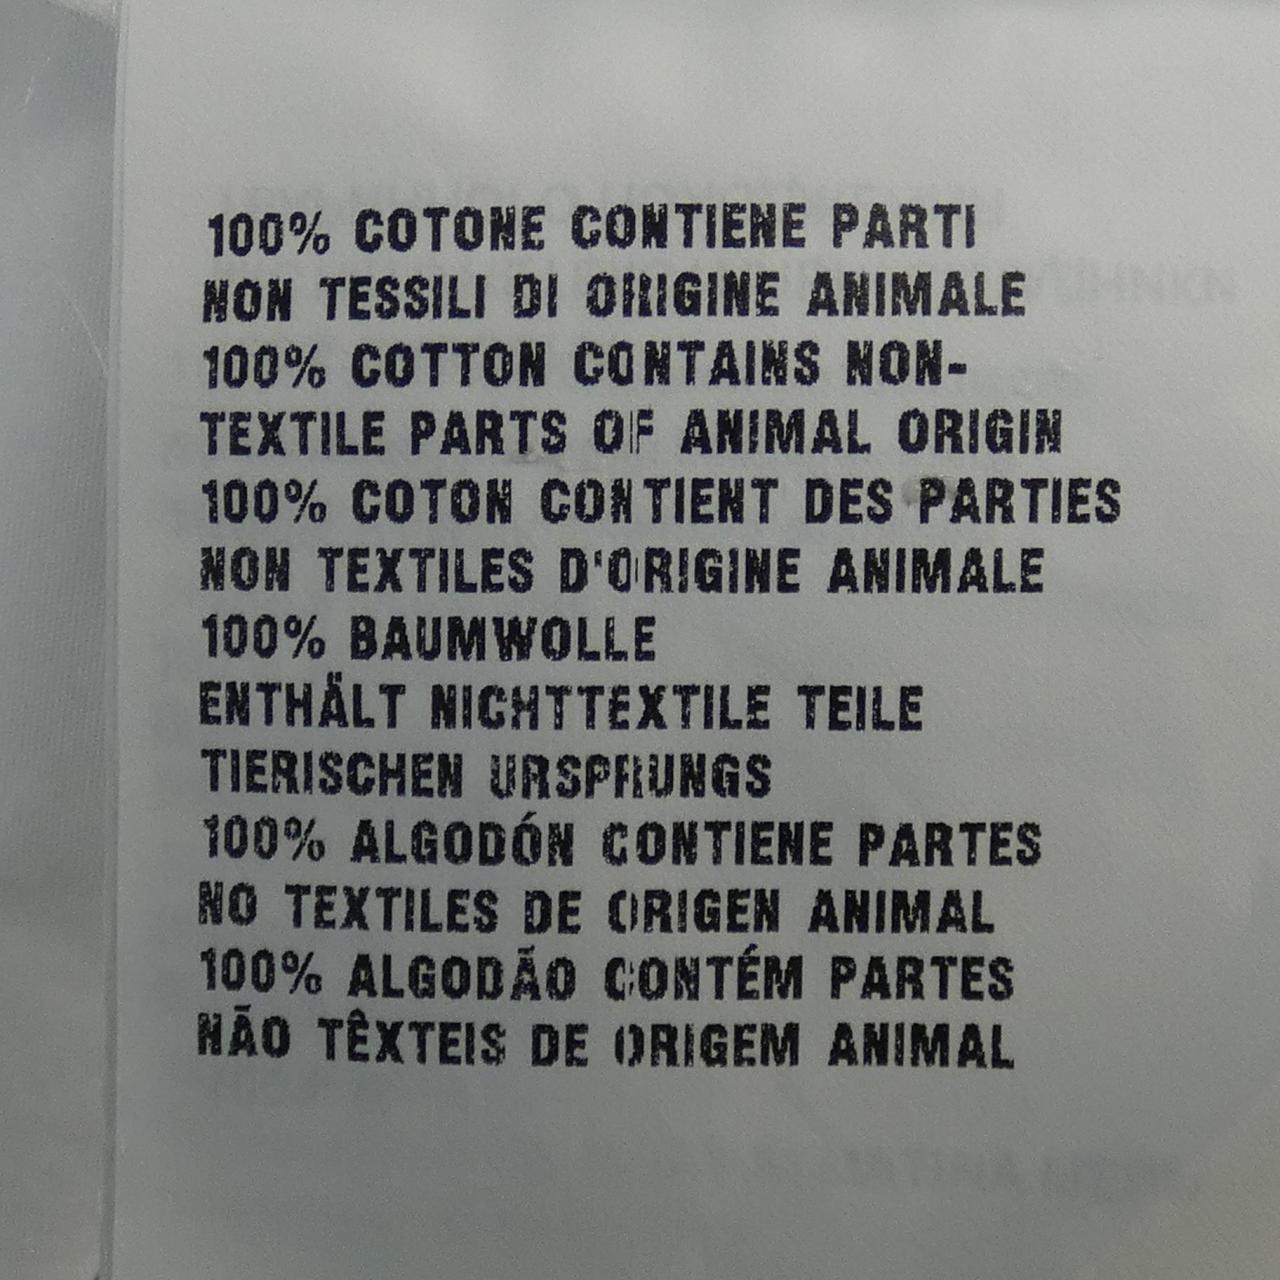 100% COTONE CONTIENE PARTI
NON TESSILI DI ORIGINE ANIMALE
100% COTTON CONTAINS NON-
TEXTILE PARTS OF ANIMAL ORIGIN
100% COTON CONTIENT DES PARTIES
NON TEXTILES D'ORIGINE ANIMALE
100% BAUMWOLLE
ENTHÄLT NICHTTEXTILE TEILE
TIERISCHEN URSPRUNGS
100% ALGODÓN CONTIENE PARTES
NO TEXTILES DE ORIGEN ANIMAL
100% ALGODÃO CONTÉM PARTES
NÃO TÊXTEIS DE ORIGEM ANIMAL